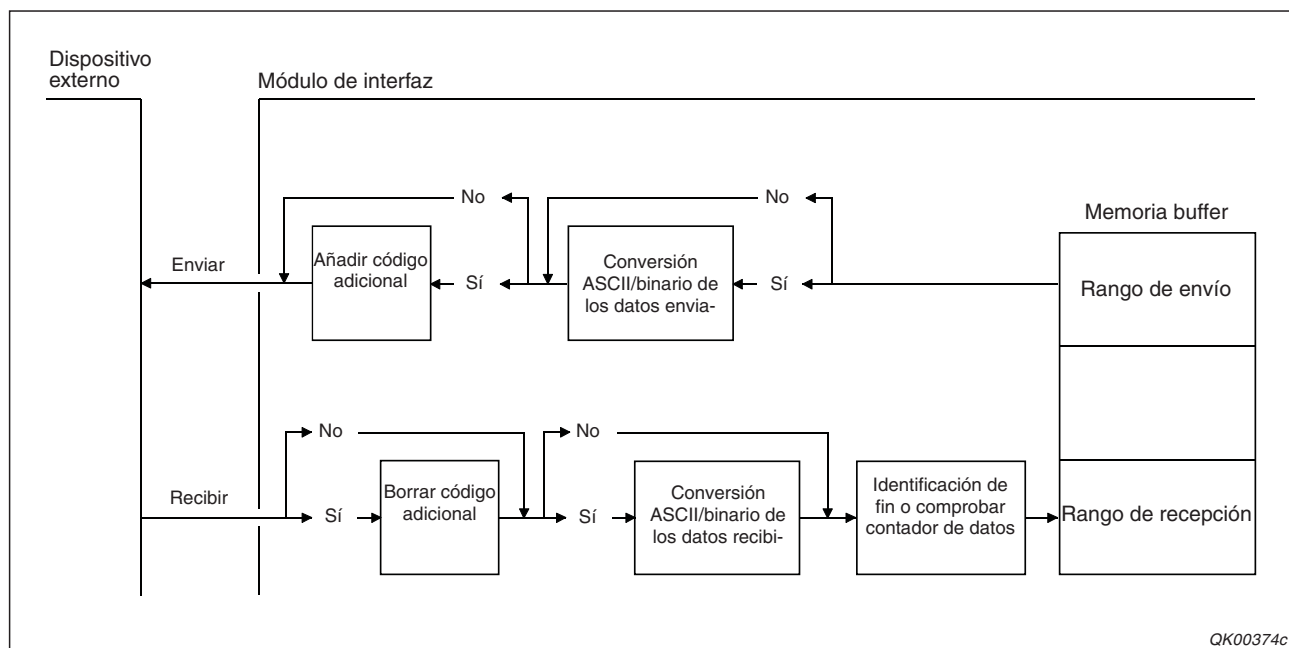 Dispositivo
externo
Módulo de interfaz
No
No
Memoria buffer
Enviar
Añadir código
adicional
Sí
Conversión
ASCII/binario de
los datos envia-
Sí
Rango de envío
No
No
Recibir
Sí
Borrar código
adicional
Sí
Conversión
ASCII/binario de
los datos recibi-
Identificación de
fin o comprobar
contador de datos
Rango de recepción
QK00374c